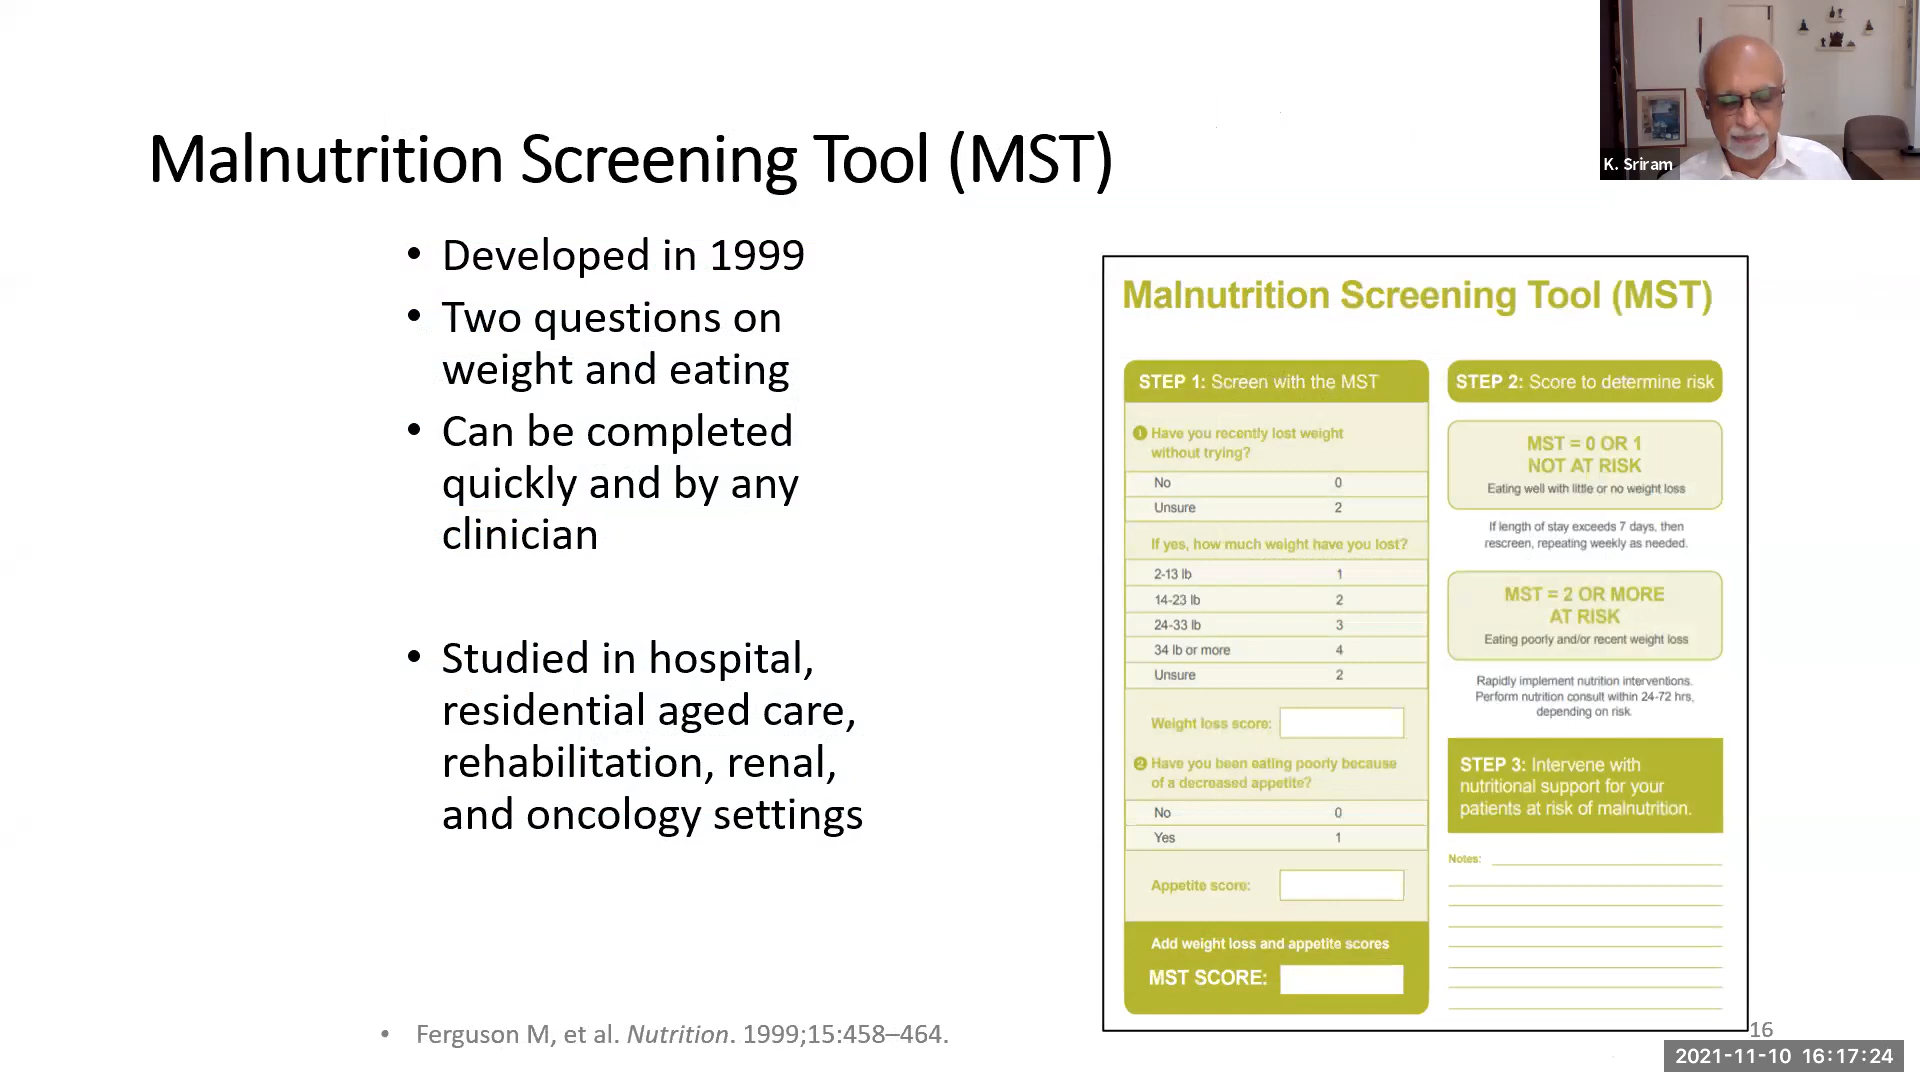 K. Sriram
Malnutrition Screening Tool (MST)
• Developed in 1999
• Two questions on
weight and eating
• Can be completed
quickly and by any
clinician
• Studied in hospital,
residential aged care,
rehabilitation, renal,
and oncology settings
• Ferguson M, et al. Nutrition. 1999;15:458–464.
Malnutrition Screening Tool (MST)
STEP 1: Screen with the MST
1 Have you recently lost weight
without trying?
No 0
Unsure 2
If yes, how much weight have you lost?
2-13 lb 1
14-23 lb 2
24-33 lb 3
34 lb or more 4
Unsure 2
Weight loss score:
2 Have you been eating poorly because
of a decreased appetite?
No 0
Yes 1
Appetite score:
Add weight loss and appetite scores
MST SCORE:
STEP 2: Score to determine risk
MST = 0 OR 1
NOT AT RISK
Eating well with little or no weight loss
If length of stay exceeds 7 days, then
rescreen, repeating weekly as needed.
MST = 2 OR MORE
AT RISK
Eating poorly and/or recent weight loss
Rapidly implement nutrition interventions.
Perform nutrition consult within 24-72 hrs,
depending on risk.
STEP 3: Intervene with
nutritional support for your
patients at risk of malnutrition.
Notes:
16
2021-11-10 16:17:24